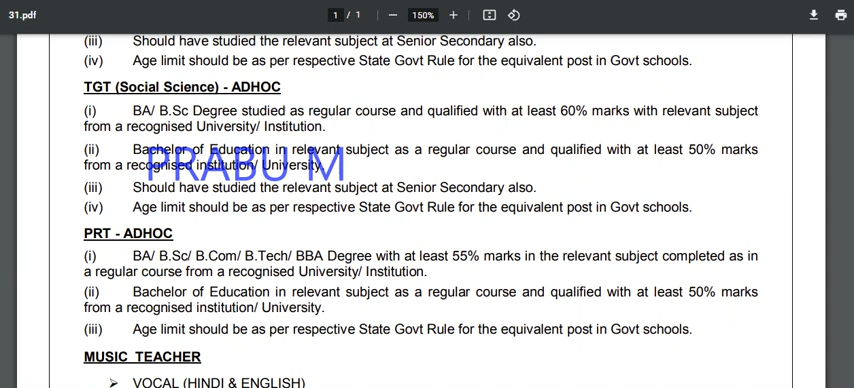 31.pdf
1 / 1
150%
(iii) Should have studied the relevant subject at Senior Secondary also.
(iv) Age limit should be as per respective State Govt Rule for the equivalent post in Govt schools.
TGT (Social Science) - ADHOC
(i) BA/ B.Sc Degree studied as regular course and qualified with at least 60% marks with relevant subject
from a recognised University/ Institution.
(ii) Bachelor of Education in relevant subject as a regular course and qualified with at least 50% marks
from a recognised institution/ University.
PRABU M
(iii) Should have studied the relevant subject at Senior Secondary also.
(iv) Age limit should be as per respective State Govt Rule for the equivalent post in Govt schools.
PRT - ADHOC
(i) BA/ B.Sc/ B.Com/ B.Tech/ BBA Degree with at least 55% marks in the relevant subject completed as in
a regular course from a recognised University/ Institution.
(ii) Bachelor of Education in relevant subject as a regular course and qualified with at least 50% marks
from a recognised institution/ University.
(iii) Age limit should be as per respective State Govt Rule for the equivalent post in Govt schools.
MUSIC TEACHER
➢ VOCAL (HINDI & ENGLISH)